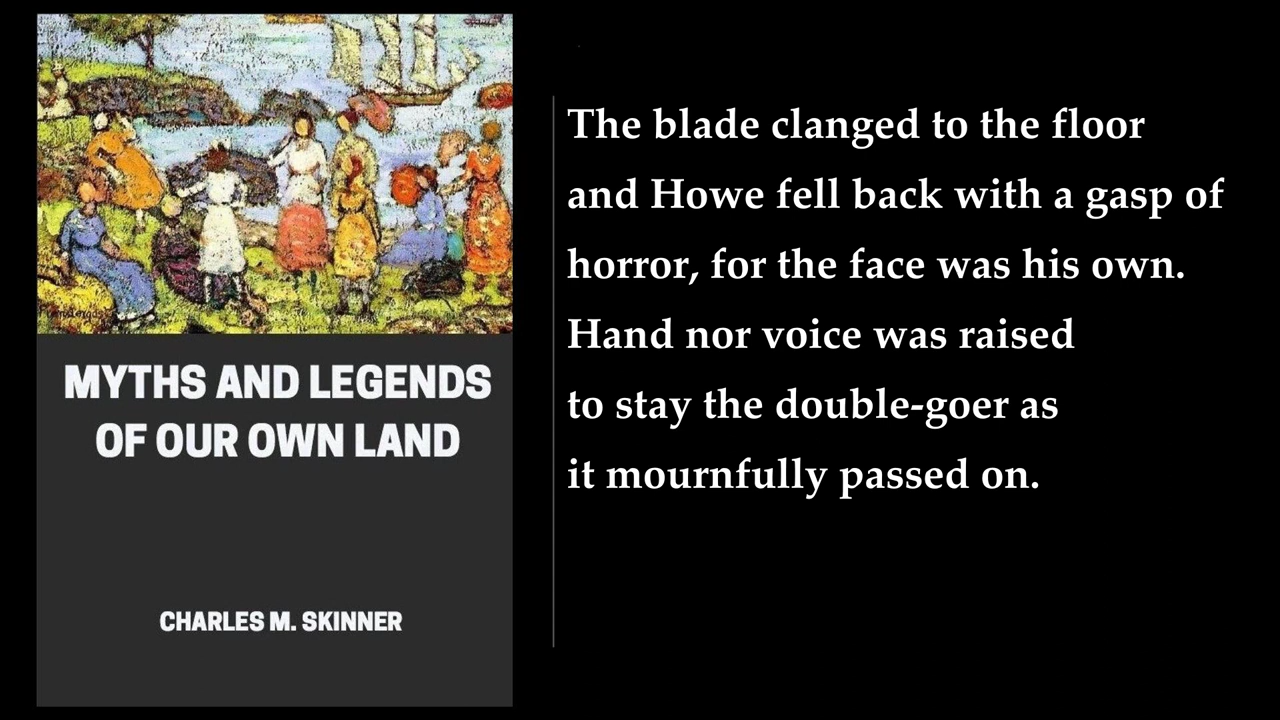 MYTHS AND LEGENDS
OF OUR OWN LAND
CHARLES M. SKINNER
The blade clanged to the floor
and Howe fell back with a gasp of
horror, for the face was his own.
Hand nor voice was raised
to stay the double-goer as
it mournfully passed on.